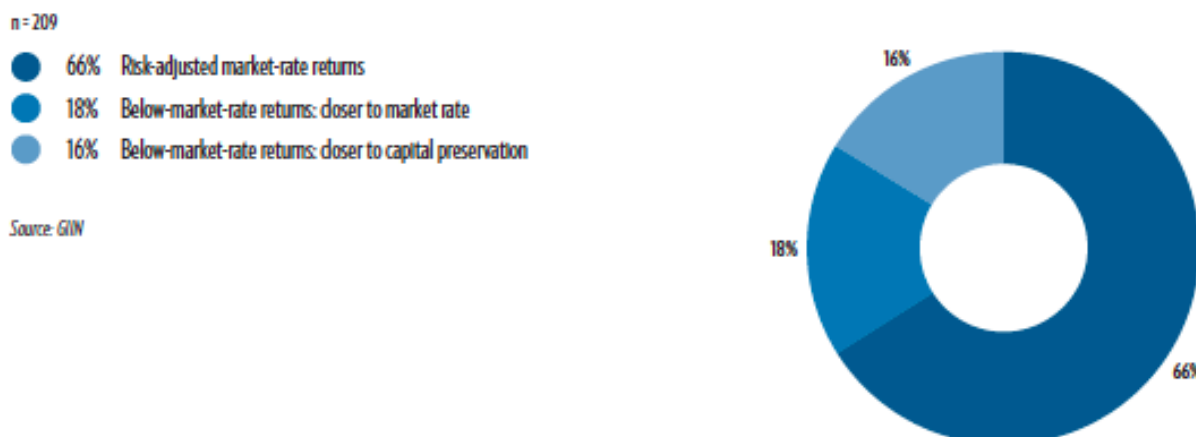 n = 209
66% Risk-adjusted market-rate returns
18% Below-market-rate returns: closer to market rate
16% Below-market-rate returns: closer to capital preservation
Source: GIIN
16%
18%
66%